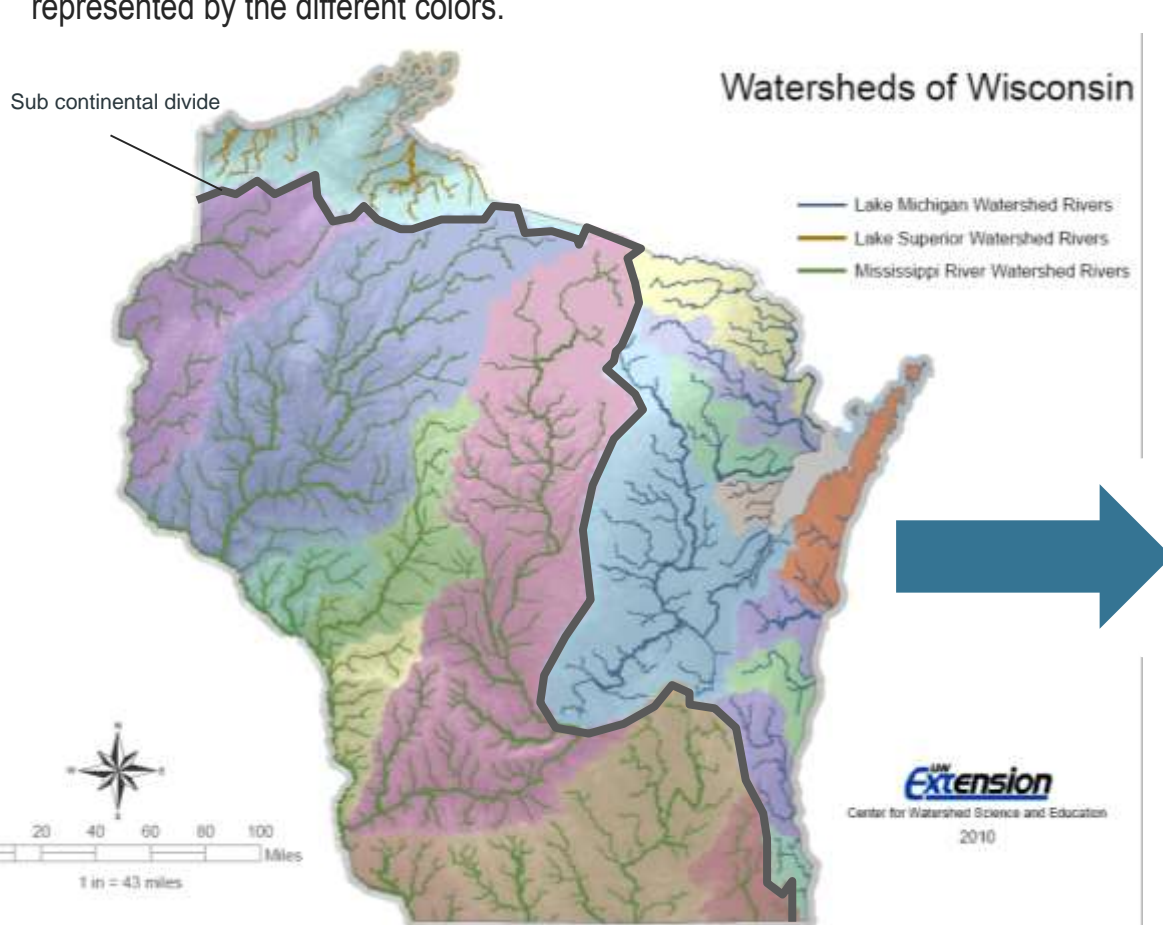 represented by the different colors.
Sub continental divide
Watersheds of Wisconsin
Lake Michigan Watershed Rivers
Lake Superior Watershed Rivers
Mississippi River Watershed Rivers
N
W E
S
20 40 60 80 100
Miles
1 in = 43 miles
UW
Extension
Center for Watershed Science and Education
2010